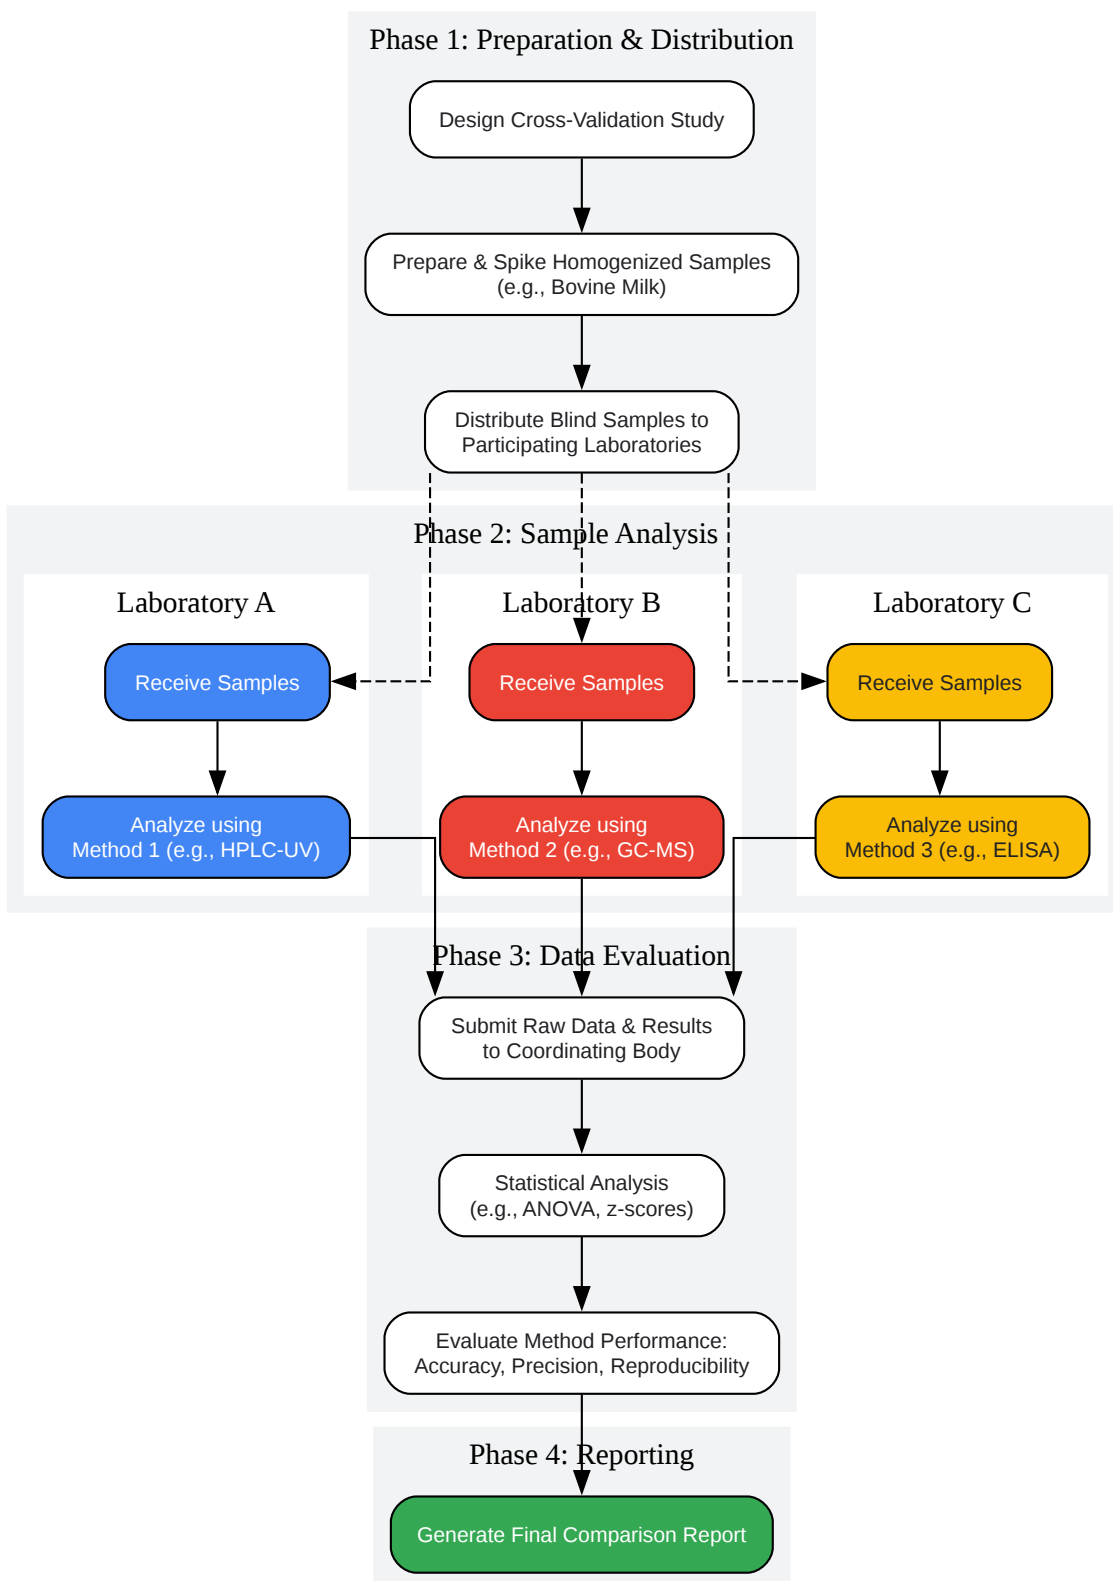 Phase 1: Preparation & Distribution
Design Cross-Validation Study
Prepare & Spike Homogenized Samples
(e.g., Bovine Milk)
Distribute Blind Samples to
Participating Laboratories
Phase 2: Sample Analysis
Laboratory A
Laboratory B
Laboratory C
Receive Samples
Receive Samples
Receive Samples
Analyze using
Method 1 (e.g., HPLC-UV)
Analyze using
Method 2 (e.g., GC-MS)
Analyze using
Method 3 (e.g., ELISA)
Phase 3: Data Evaluation
Submit Raw Data & Results
to Coordinating Body
Statistical Analysis
(e.g., ANOVA, z-scores)
Evaluate Method Performance:
Accuracy, Precision, Reproducibility
Phase 4: Reporting
Generate Final Comparison Report